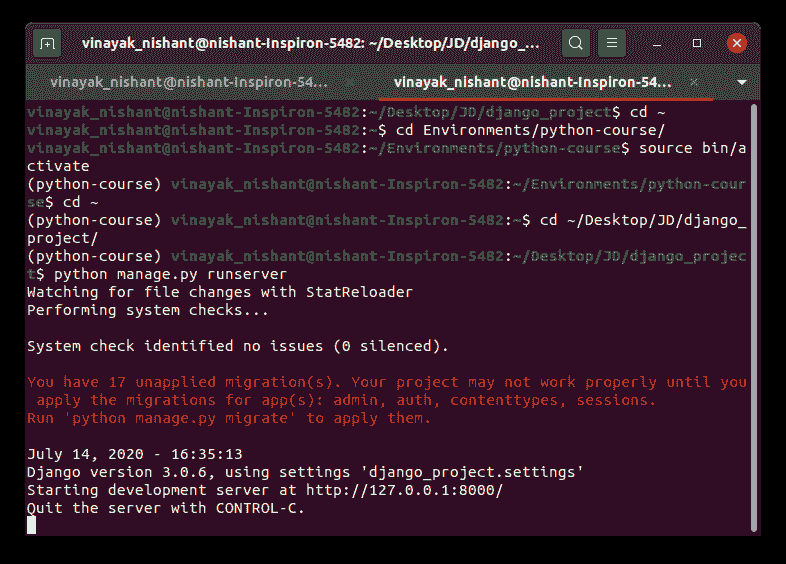 vinayak_nishant@nishant-Inspiron-5482: ~/Desktop/JD/django_...
vinayak_nishant@nishant-Inspiron-54... vinayak_nishant@nishant-Inspiron-54...
vinayak_nishant@nishant-Inspiron-5482:~/Desktop/JD/django_project$ cd ~
vinayak_nishant@nishant-Inspiron-5482:~$ cd Environments/python-course/
vinayak_nishant@nishant-Inspiron-5482:~/Environments/python-course$ source bin/a
ctivate
(python-course) vinayak_nishant@nishant-Inspiron-5482:~/Environments/python-cour
se$ cd ~
(python-course) vinayak_nishant@nishant-Inspiron-5482:~$ cd ~/Desktop/JD/django_
project/
(python-course) vinayak_nishant@nishant-Inspiron-5482:~/Desktop/JD/django_projec
t$ python manage.py runserver
Watching for file changes with StatReloader
Performing system checks...
System check identified no issues (0 silenced).
You have 17 unapplied migration(s). Your project may not work properly until you
 apply the migrations for app(s): admin, auth, contenttypes, sessions.
Run 'python manage.py migrate' to apply them.
July 14, 2020 - 16:35:13
Django version 3.0.6, using settings 'django_project.settings'
Starting development server at http://127.0.0.1:8000/
Quit the server with CONTROL-C.